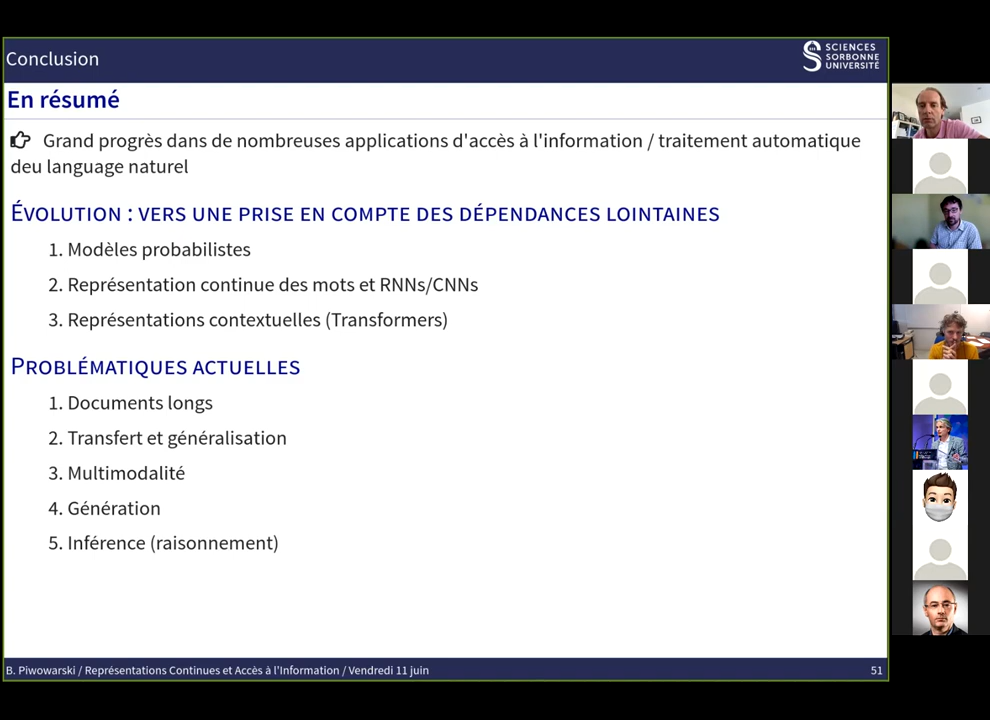 Conclusion
SCIENCES
SORBONNE
UNIVERSITÉ
En résumé
Grand progrès dans de nombreuses applications d'accès à l'information / traitement automatique
deu language naturel
ÉVOLUTION : VERS UNE PRISE EN COMPTE DES DÉPENDANCES LOINTAINES
1. Modèles probabilistes
2. Représentation continue des mots et RNNs/CNNs
3. Représentations contextuelles (Transformers)
PROBLÉMATIQUES ACTUELLES
1. Documents longs
2. Transfert et généralisation
3. Multimodalité
4. Génération
5. Inférence (raisonnement)
B. Piwowarski / Représentations Continues et Accès à l'Information / Vendredi 11 juin
51